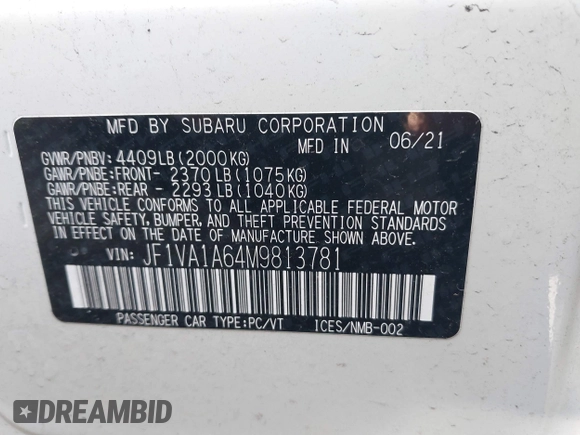 MFD BY SUBARU CORPORATION
MFD IN 06/21
GVWR/PNBV: 4409LB(2000KG)
GAWR/PNBE:FRONT- 2370LB(1075KG)
GAWR/PNBE:REAR - 2293LB(1040KG)
THIS VEHICLE CONFORMS TO ALL APPLICABLE FEDERAL MOTOR
VEHICLE SAFETY, BUMPER, AND THEFT PREVENTION STANDARDS
IN EFFECT ON THE DATE OF MANUFACTURE SHOWN ABOVE.
VIN: JF1VA1A64M9813781
PASSENGER CAR TYPE:PC/VT ICES/NMB-002
DREAMBID